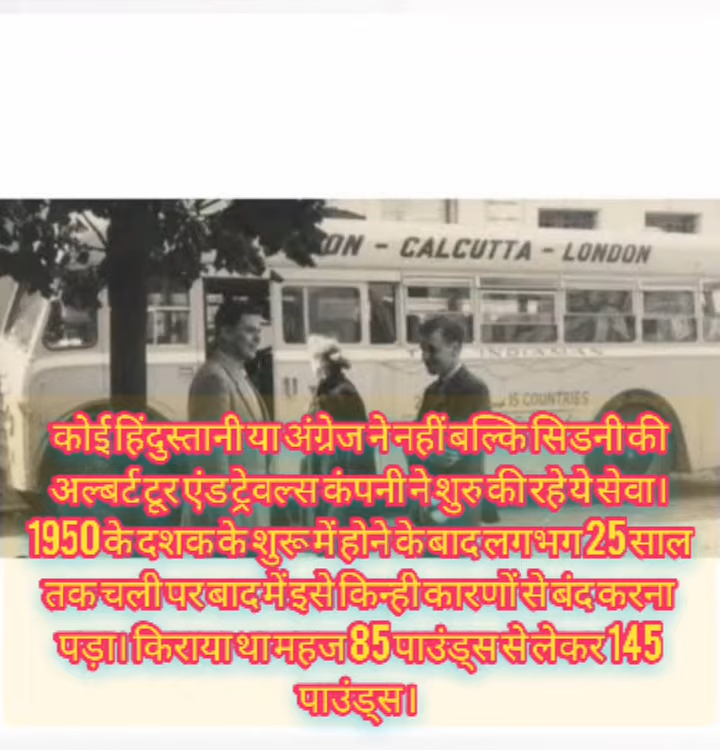 ON - CALCUTTA - LONDON
INDIAMAN
15 COUNTRIES
कोई हिंदुस्तानी या अंग्रेज ने नहीं बल्कि सिडनी की
अल्बर्ट टूर एंड ट्रेवल्स कंपनी ने शुरु की रहे ये सेवा।
1950 के दशक के शुरू में होने के बाद लगभग 25 साल
तक चली पर बाद में इसे किन्ही कारणों से बंद करना
पड़ा। किराया था महज 85 पाउंड्स से लेकर 145
पाउंड्स।